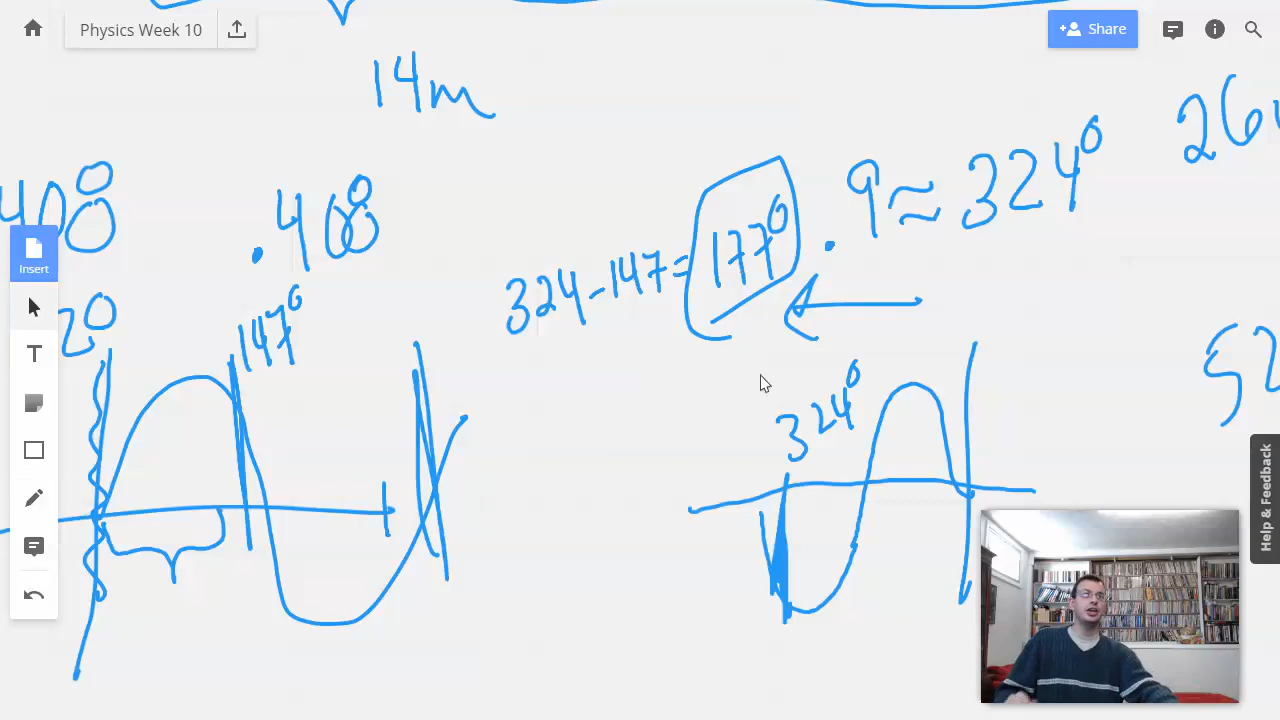 Physics Week 10
Share
14m
.408
.9≈324°
324-147=177°
147°
324°
Insert
T
Help & Feedback